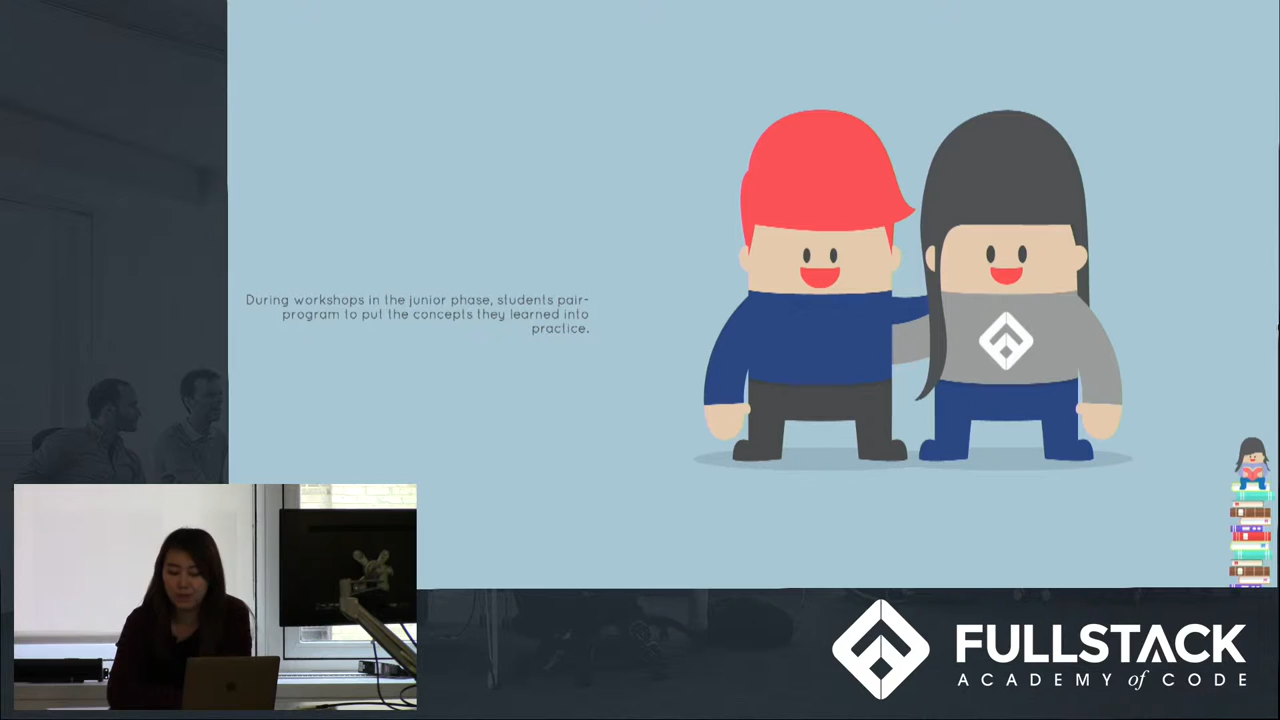 During workshops in the junior phase, students pair-
program to put the concepts they learned into
practice.
FULLSTACK
ACADEMY of CODE